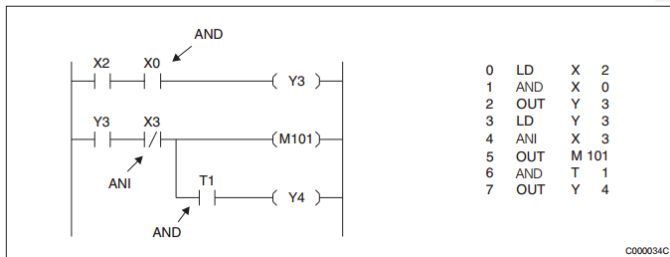 AND
X2 X0
Y3
Y3 X3
M101
ANI
T1
Y4
AND
0 LD X 2
1 AND X 0
2 OUT Y 3
3 LD Y 3
4 ANI X 3
5 OUT M 101
6 AND T 1
7 OUT Y 4
C000034C